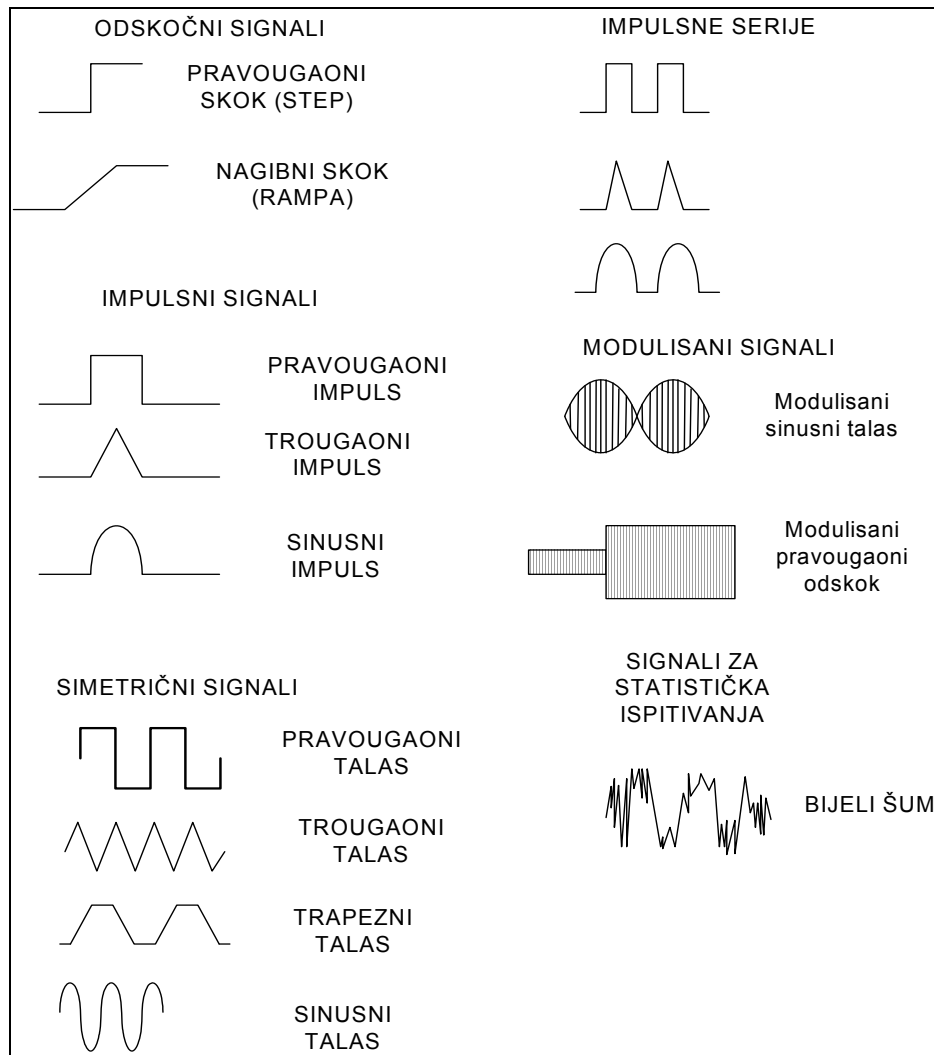 ODSKOČNI SIGNALI
PRAVOUGAONI
SKOK (STEP)
NAGIBNI SKOK
(RAMPA)
IMPULSNI SIGNALI
PRAVOUGAONI
IMPULS
TROUGAONI
IMPULS
SINUSNI
IMPULS
SIMETRIČNI SIGNALI
PRAVOUGAONI
TALAS
TROUGAONI
TALAS
TRAPEZNI
TALAS
SINUSNI
TALAS
IMPULSNE SERIJE
MODULISANI SIGNALI
Modulisani
sinusni talas
Modulisani
pravougaoni
odskok
SIGNALI ZA
STATISTIČKA
ISPITIVANJA
BIJELI ŠUM